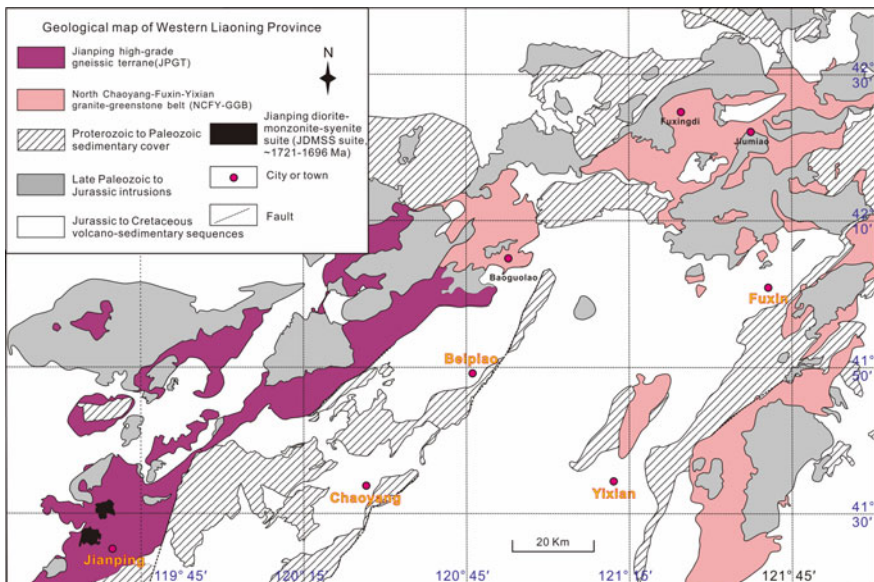 Geological map of Western Liaoning Province
Jianping high-grade
gneissic terrane(JPGT)
N
North Chaoyang-Fuxin-Yixian
granite-greenstone belt (NCFY-GGB)
Proterozoic to Paleozoic
sedimentary cover
Jianping diorite-
monzonite-syenite
suite (JDMSS suite,
~1721-1696 Ma)
Late Paleozoic to
Jurassic intrusions
City or town
Jurassic to Cretaceous
volcano-sedimentary sequences
Fault
42°
30'
Fuxingdi
Jiumiao
42°
10'
Baoguolao
Fuxin
Beipiao
41°
50'
Chaoyang
Yixian
41°
30'
Jianping
20 Km
119°45'
120°15'
120°45'
121°15'
121°45'